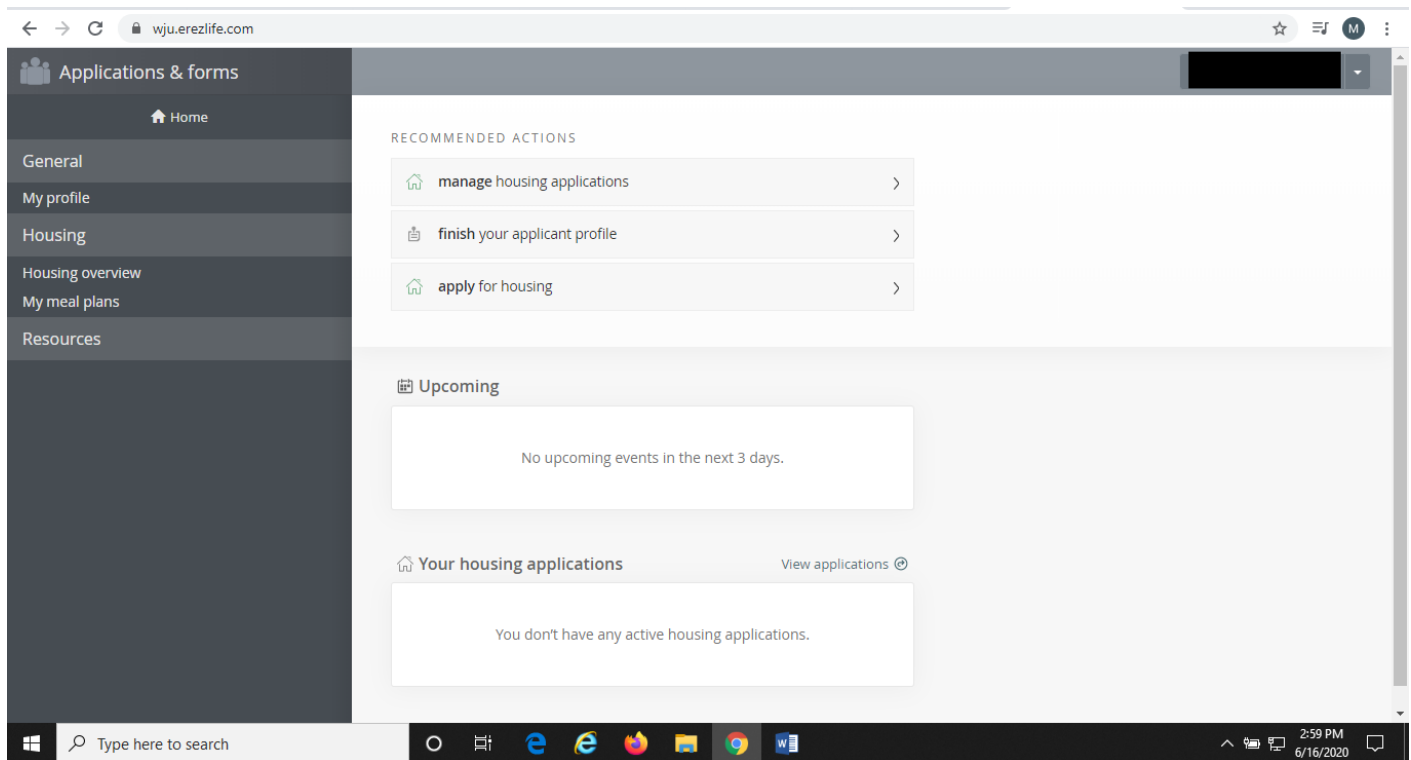 wju.erezlife.com
M
Applications & forms
Home
General
My profile
Housing
Housing overview
My meal plans
Resources
RECOMMENDED ACTIONS
manage housing applications
finish your applicant profile
apply for housing
Upcoming
No upcoming events in the next 3 days.
Your housing applications
View applications
You don't have any active housing applications.
Type here to search
2:59 PM
6/16/2020